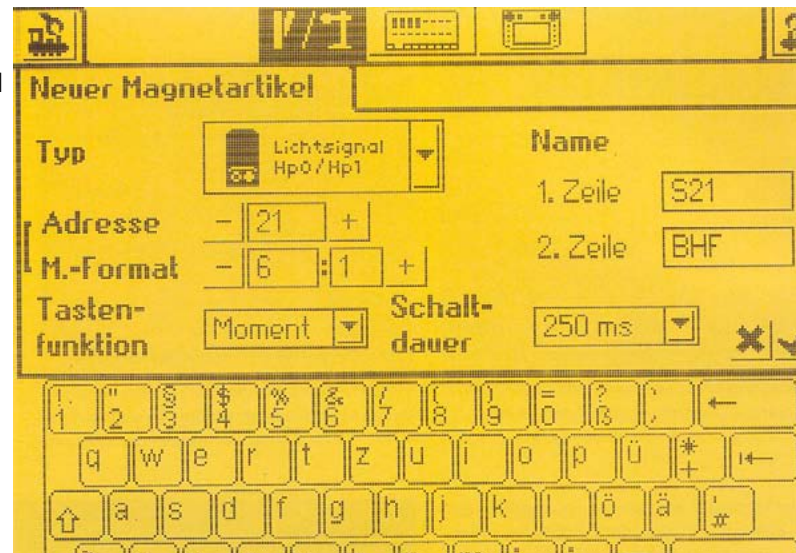 Neuer Magnetartikel
Typ
Lichtsignal
Hp0/Hp1
Name
1. Zeile S21
2. Zeile BHF
Adresse - 21 +
M.-Format - 6 :1 +
Tasten-
funktion
Moment
Schalt-
dauer
250 ms
! 1 " 2 § 3 $ 4 % 5 & 6 / 7 ( 8 ) 9 = 0 ? ß ` ´ ←
q w e r t z u i o p ü * +
a s d f g h j k l ö ä ' #